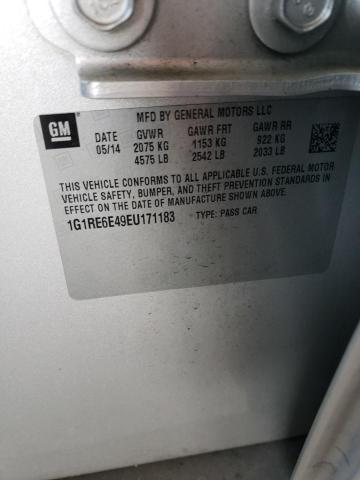 MFD BY GENERAL MOTORS LLC
GM DATE GVWR GAWR FRT GAWR RR
05/14 2075 KG 1153 KG 922 KG
4575 LB 2542 LB 2033 LB
THIS VEHICLE CONFORMS TO ALL APPLICABLE U.S. FEDERAL MOTOR
VEHICLE SAFETY, BUMPER, AND THEFT PREVENTION STANDARDS IN
EFFECT ON THE DATE OF MANUFACTURE SHOWN ABOVE.
1G1RE6E49EU171183 TYPE: PASS CAR